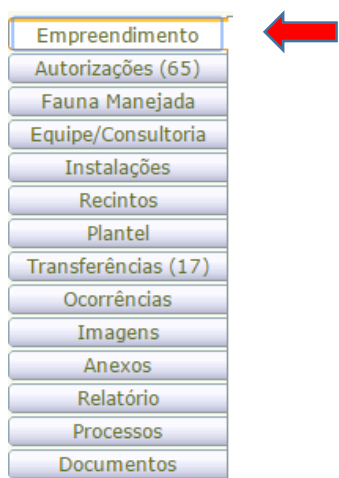 Empreendimento
Autorizações (65)
Fauna Manejada
Equipe/Consultoria
Instalações
Recintos
Plantel
Transferências (17)
Ocorrências
Imagens
Anexos
Relatório
Processos
Documentos